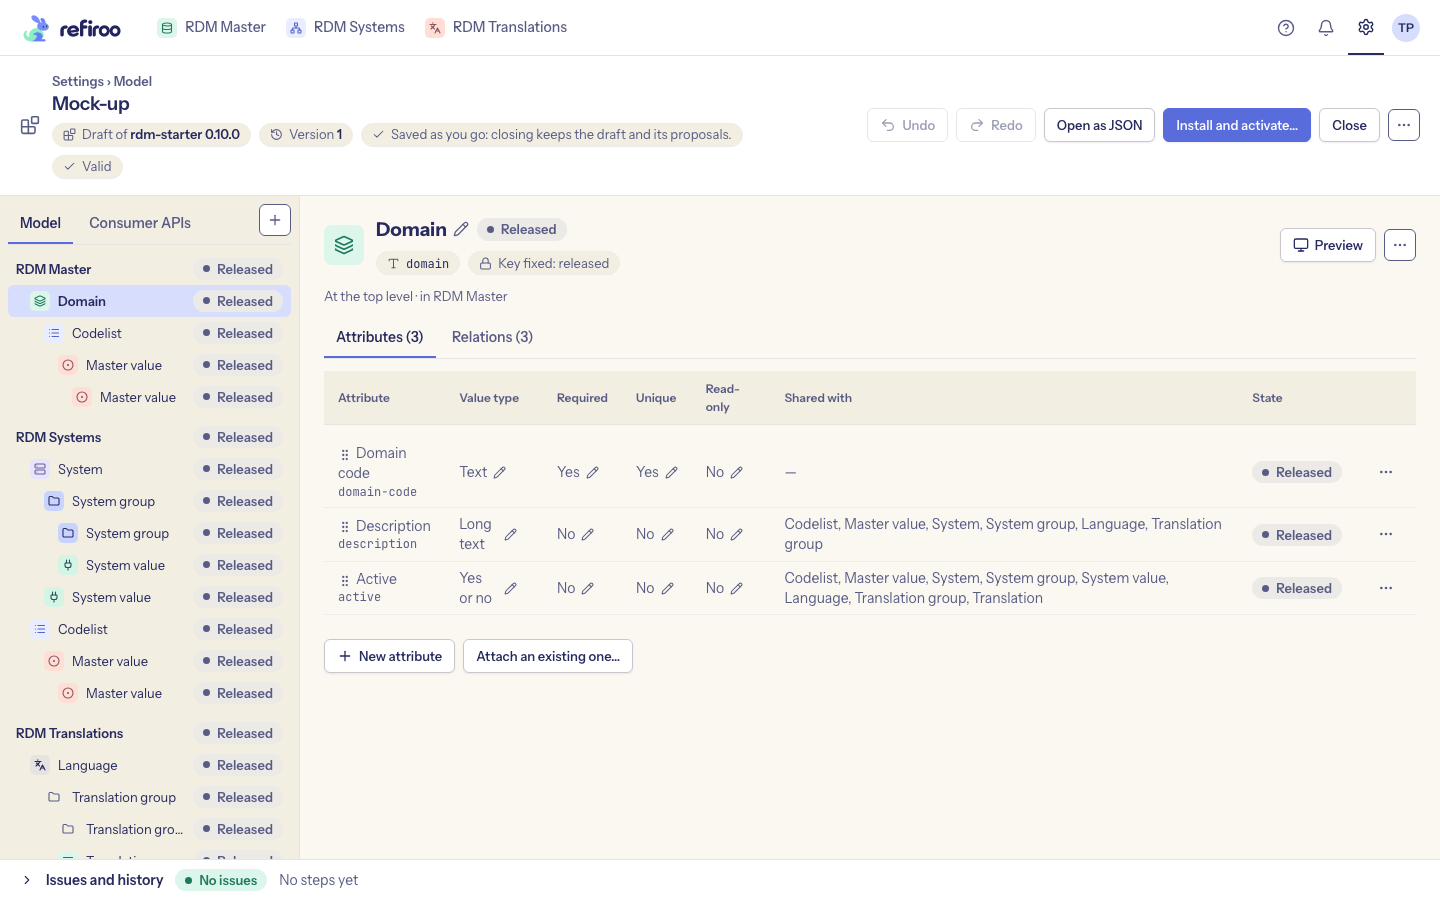 refiroo
RDM Master
RDM Systems
RDM Translations
TP
Settings › Model
Mock-up
Draft of rdm-starter 0.10.0
Version 1
Saved as you go: closing keeps the draft and its proposals.
Valid
Undo
Redo
Open as JSON
Install and activate...
Close
Model
Consumer APIs
RDM Master Released
Domain Released
Codelist Released
Master value Released
Master value Released
RDM Systems Released
System Released
System group Released
System group Released
System value Released
System value Released
Codelist Released
Master value Released
Master value Released
RDM Translations Released
Language Released
Translation group Released
Translation gro... Released
Domain Released
domain
Key fixed: released
At the top level · in RDM Master
Preview
Attributes (3)
Relations (3)
Attribute Value type Required Unique Read-only Shared with State
Domain code
domain-code
Text Yes Yes No — Released
Description
description
Long text No No No Codelist, Master value, System, System group, Language, Translation group Released
Active
active
Yes or no No No No Codelist, Master value, System, System group, System value, Language, Translation group, Translation Released
New attribute
Attach an existing one...
Issues and history
No issues
No steps yet